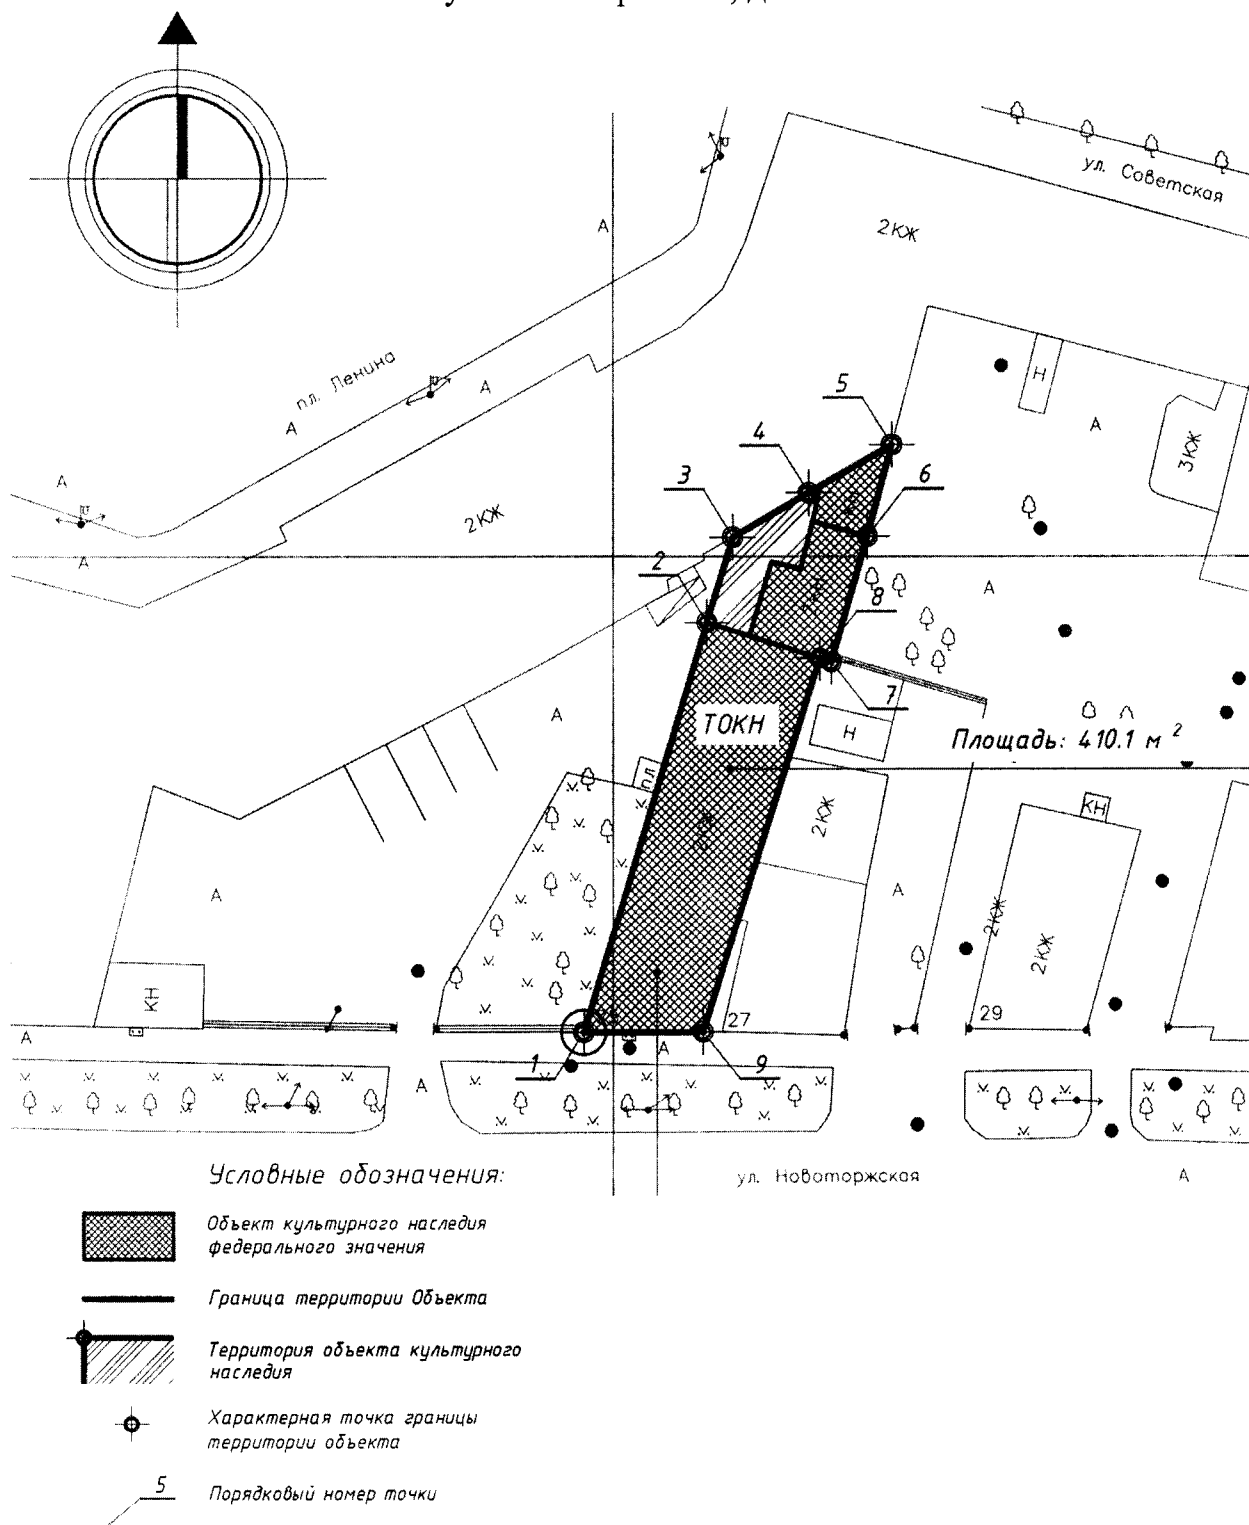 ул. Советская
2КЖ
А
пл. Ленина
А
А
Н
5
А
4
3КЖ
А
3
6
2КЖ
А
2
8
А
7
А
ТОКН
Н
Площадь: 410.1 м 2
пл
КН
2КЖ
А
А
2КЖ
2КЖ
КН
27
29
А
1
А
9
А
ул. Новоторжская
А
Условные обозначения:
Объект культурного наследия
федерального значения
Граница территории Объекта
Территория объекта культурного
наследия
Характерная точка границы
территории объекта
5
Порядковый номер точки